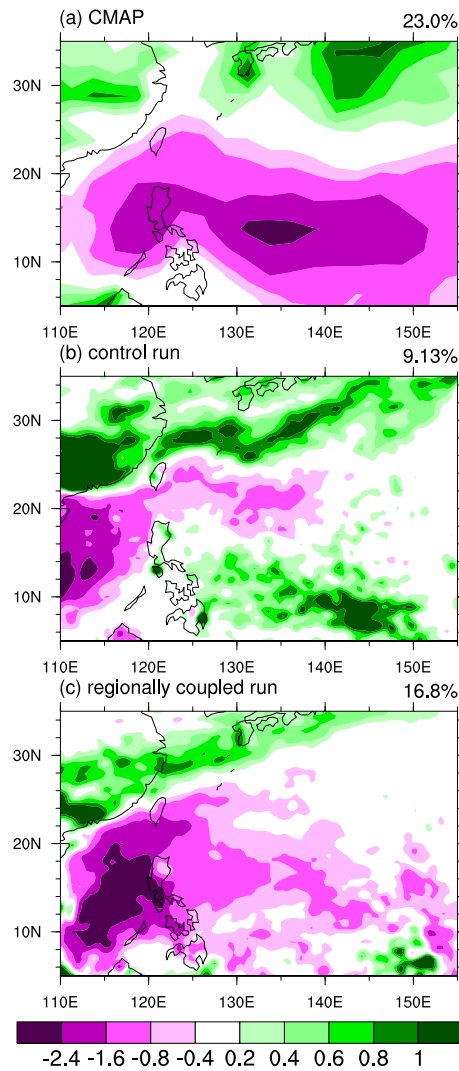 (a) CMAP 23.0%
30N
20N
10N
110E 120E 130E 140E 150E
(b) control run 9.13%
30N
20N
10N
110E 120E 130E 140E 150E
(c) regionally coupled run 16.8%
30N
20N
10N
110E 120E 130E 140E 150E
-2.4 -1.6 -0.8 -0.4 0.2 0.4 0.6 0.8 1